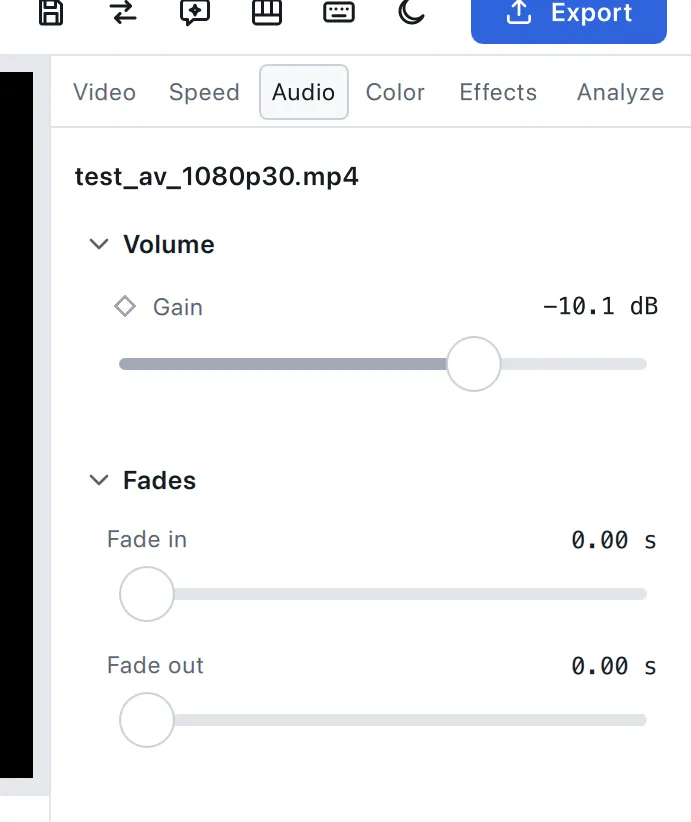 Export
Video Speed Audio Color Effects Analyze
test_av_1080p30.mp4
Volume
Gain −10.1 dB
Fades
Fade in 0.00 s
Fade out 0.00 s